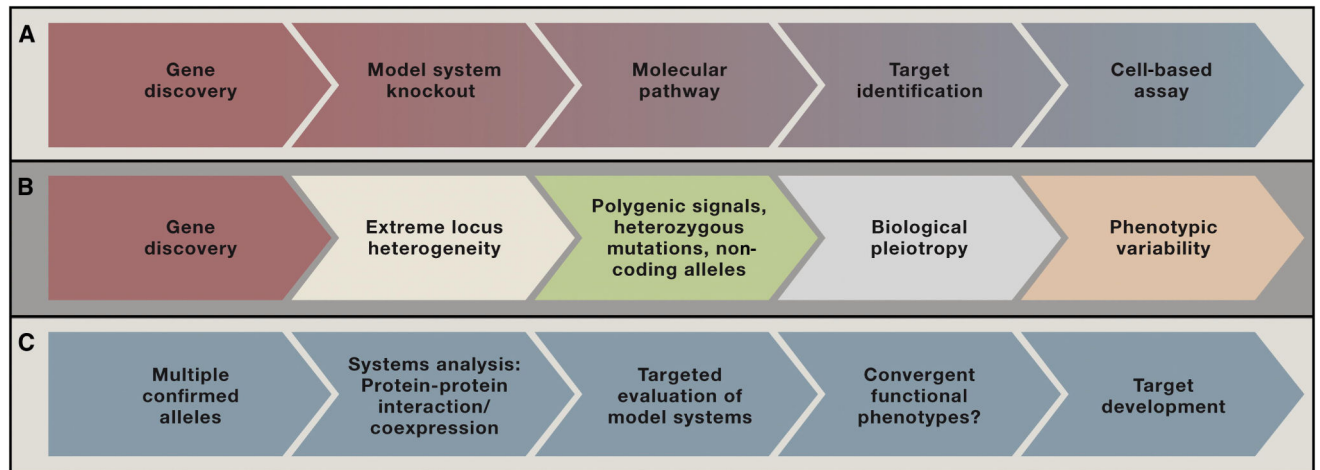 A
Gene
discovery
Model system
knockout
Molecular
pathway
Target
identification
Cell-based
assay
B
Gene
discovery
Extreme locus
heterogeneity
Polygenic signals,
heterozygous
mutations, non-
coding alleles
Biological
pleiotropy
Phenotypic
variability
C
Multiple
confirmed
alleles
Systems analysis:
Protein-protein
interaction/
coexpression
Targeted
evaluation of
model systems
Convergent
functional
phenotypes?
Target
development